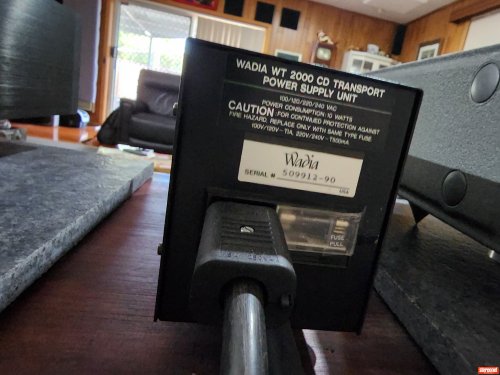 WADIA WT 2000 CD TRANSPORT
POWER SUPPLY UNIT
100/120/220/240 VAC
POWER CONSUMPTION: 10 WATTS
CAUTION: FOR CONTINUED PROTECTION AGAINST
FIRE HAZARD, REPLACE ONLY WITH SAME TYPE FUSE
100V/120V - T1A, 220V/240V - T500mA
Wadia
SERIAL # 509912-90
USA
FUSE
PULL